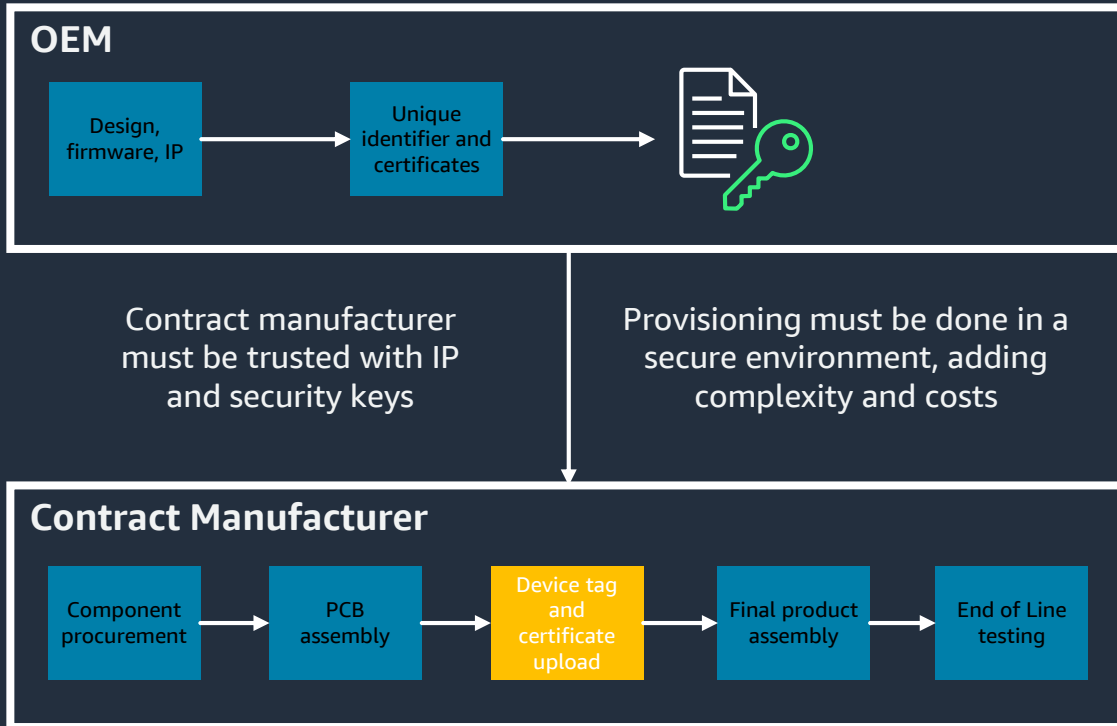 OEM
Design,
firmware, IP
Unique
identifier and
certificates
Contract manufacturer
must be trusted with IP
and security keys
Provisioning must be done in a
secure environment, adding
complexity and costs
Contract Manufacturer
Component
procurement
PCB
assembly
Device tag
and
certificate
upload
Final product
assembly
End of Line
testing